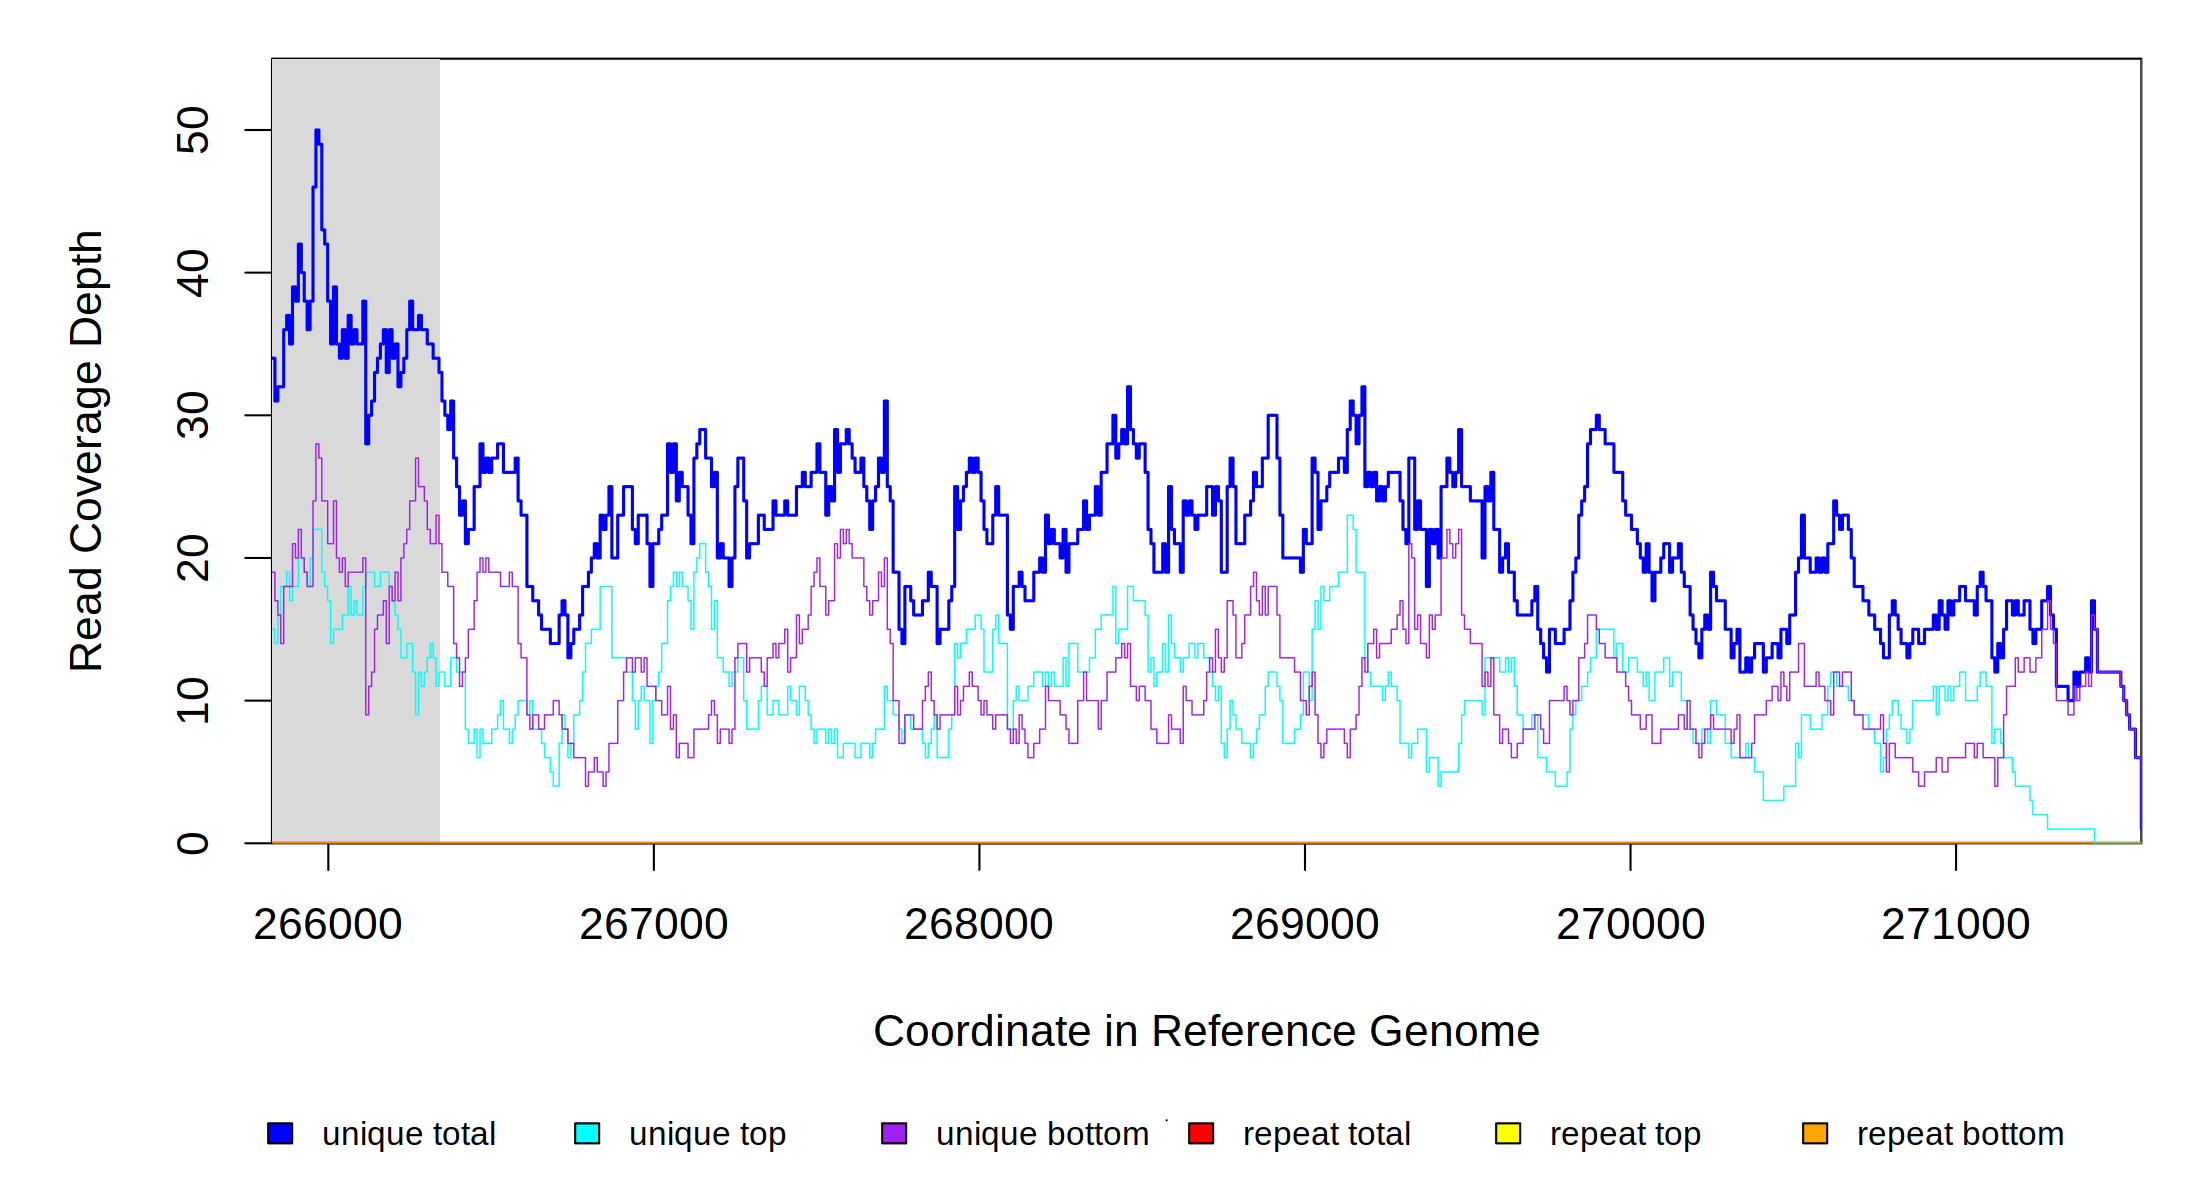 Read Coverage Depth
50
40
30
20
10
0
266000 267000 268000 269000 270000 271000
Coordinate in Reference Genome
unique total unique top unique bottom repeat total repeat top repeat bottom